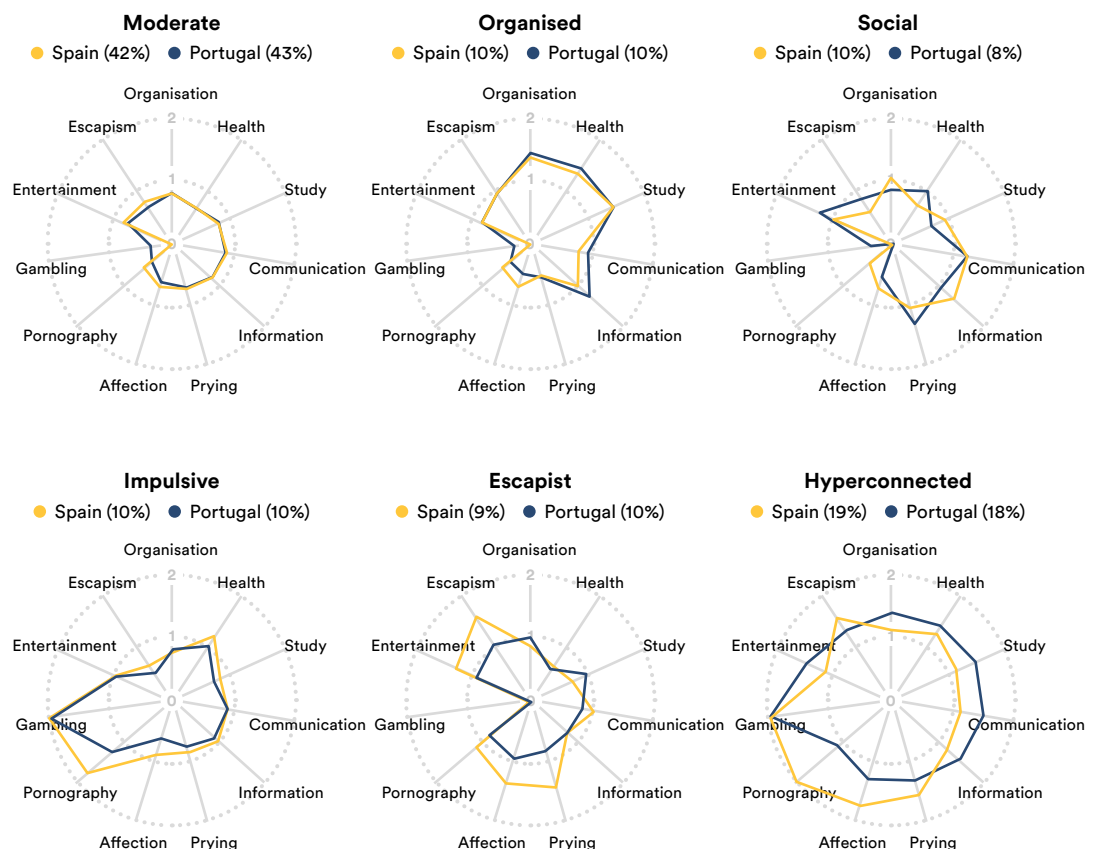 Moderate
Spain (42%) Portugal (43%)
Organisation
Escapism Health
2
Entertainment Study
1
0
Gambling Communication
Pornography Information
Affection Prying
Organised
Spain (10%) Portugal (10%)
Organisation
Escapism Health
2
Entertainment Study
1
0
Gambling Communication
Pornography Information
Affection Prying
Social
Spain (10%) Portugal (8%)
Organisation
Escapism Health
2
Entertainment Study
1
0
Gambling Communication
Pornography Information
Affection Prying
Impulsive
Spain (10%) Portugal (10%)
Organisation
Escapism Health
2
Entertainment Study
1
0
Gambling Communication
Pornography Information
Affection Prying
Escapist
Spain (9%) Portugal (10%)
Organisation
Escapism Health
2
Entertainment Study
1
0
Gambling Communication
Pornography Information
Affection Prying
Hyperconnected
Spain (19%) Portugal (18%)
Organisation
Escapism Health
2
Entertainment Study
1
0
Gambling Communication
Pornography Information
Affection Prying